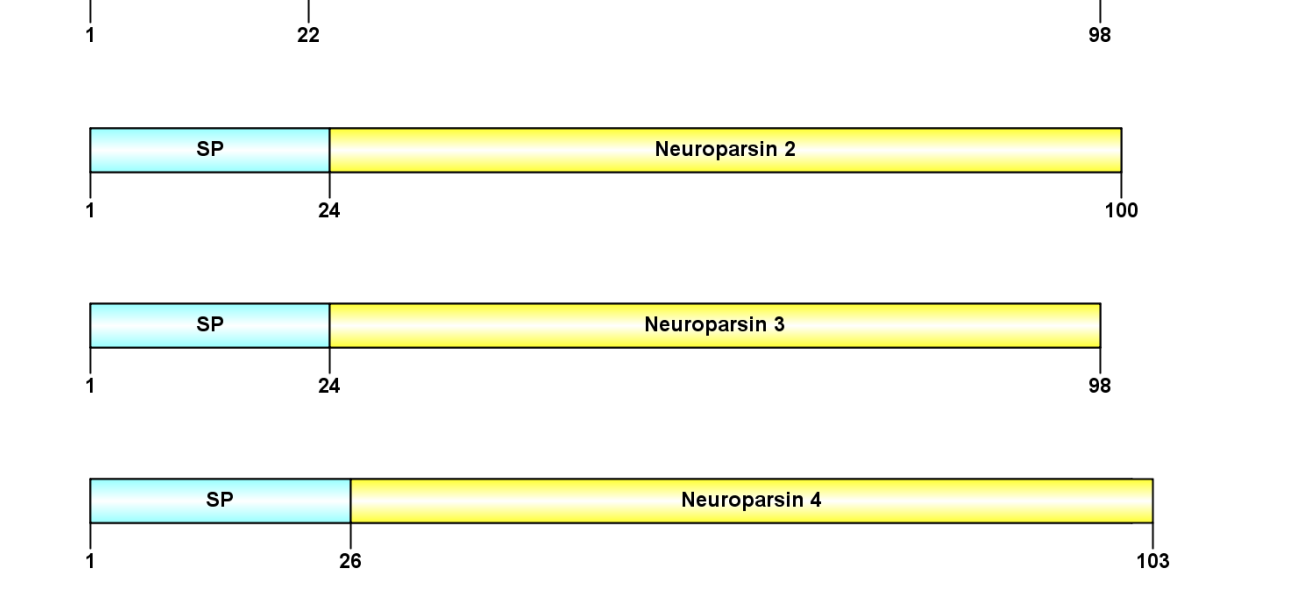 1 22 98
SP Neuroparsin 2
1 24 100
SP Neuroparsin 3
1 24 98
SP Neuroparsin 4
1 26 103